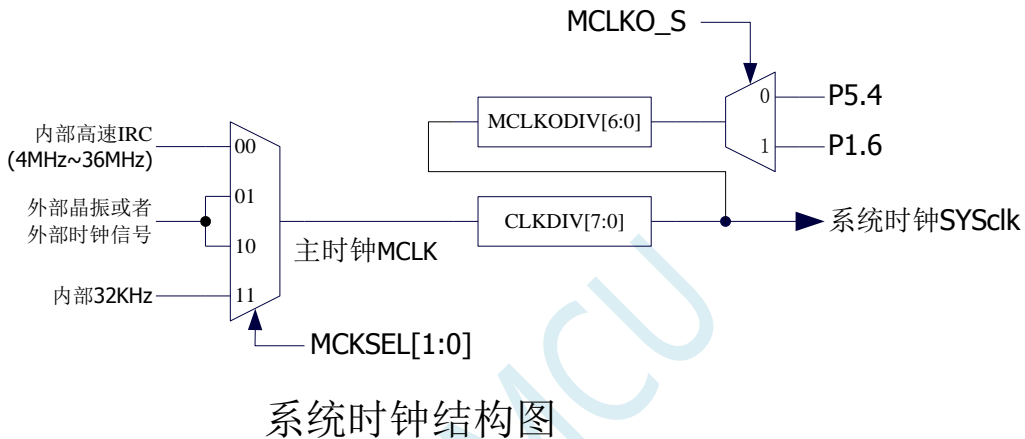 MCLKO_S
MCLKODIV[6:0]
0
1
P5.4
P1.6
内部高速IRC
(4MHz~36MHz)
外部晶振或者
外部时钟信号
内部32KHz
00
01
10
11
主时钟MCLK
CLKDIV[7:0]
系统时钟SYSclk
MCKSEL[1:0]
系统时钟结构图
MCU